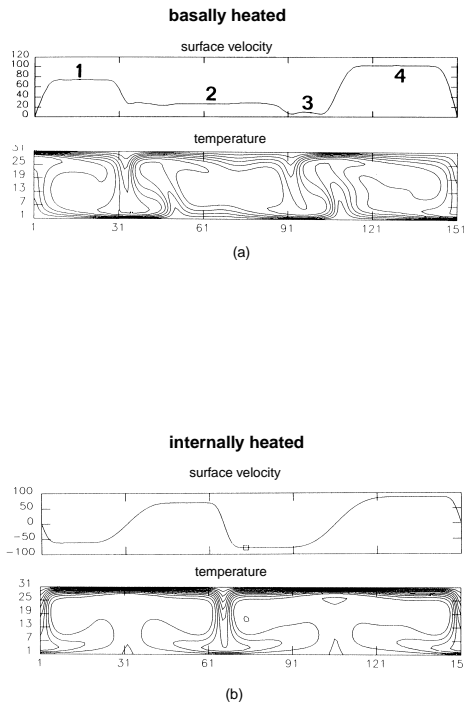 basally heated
surface velocity
120
100
80
60
40
20
0
1
2
3
4
temperature
31
25
19
13
7
1
1 31 61 91 121 151
(a)
internally heated
surface velocity
100
50
0
-50
-100
temperature
31
25
19
13
7
1
1 31 61 91 121 15
(b)